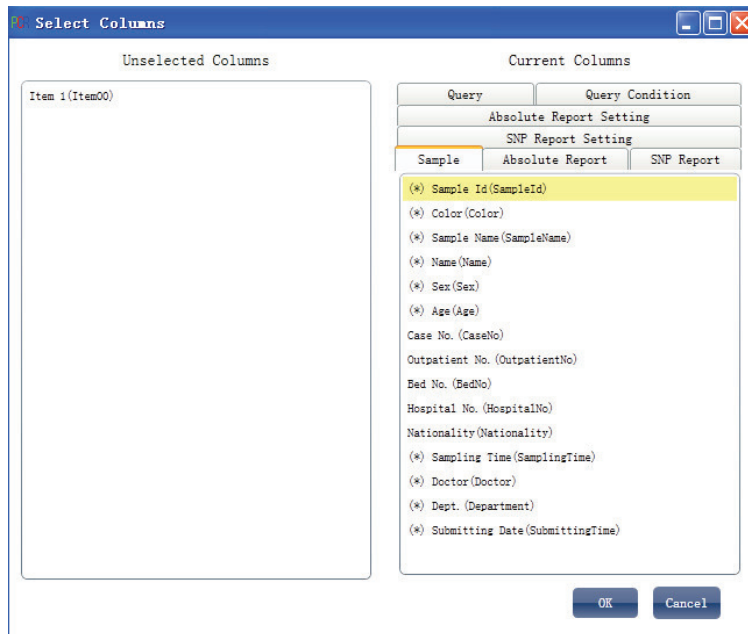 Select Columns
Unselected Columns
Item 1(Item00)
Current Columns
Query
Query Condition
Absolute Report Setting
SNP Report Setting
Sample
Absolute Report
SNP Report
(*) Sample Id(SampleId)
(*) Color(Color)
(*) Sample Name(SampleName)
(*) Name(Name)
(*) Sex(Sex)
(*) Age(Age)
Case No.(CaseNo)
Outpatient No.(OutpatientNo)
Bed No.(BedNo)
Hospital No.(HospitalNo)
Nationality(Nationality)
(*) Sampling Time(SamplingTime)
(*) Doctor(Doctor)
(*) Dept.(Department)
(*) Submitting Date(SubmittingTime)
OK
Cancel